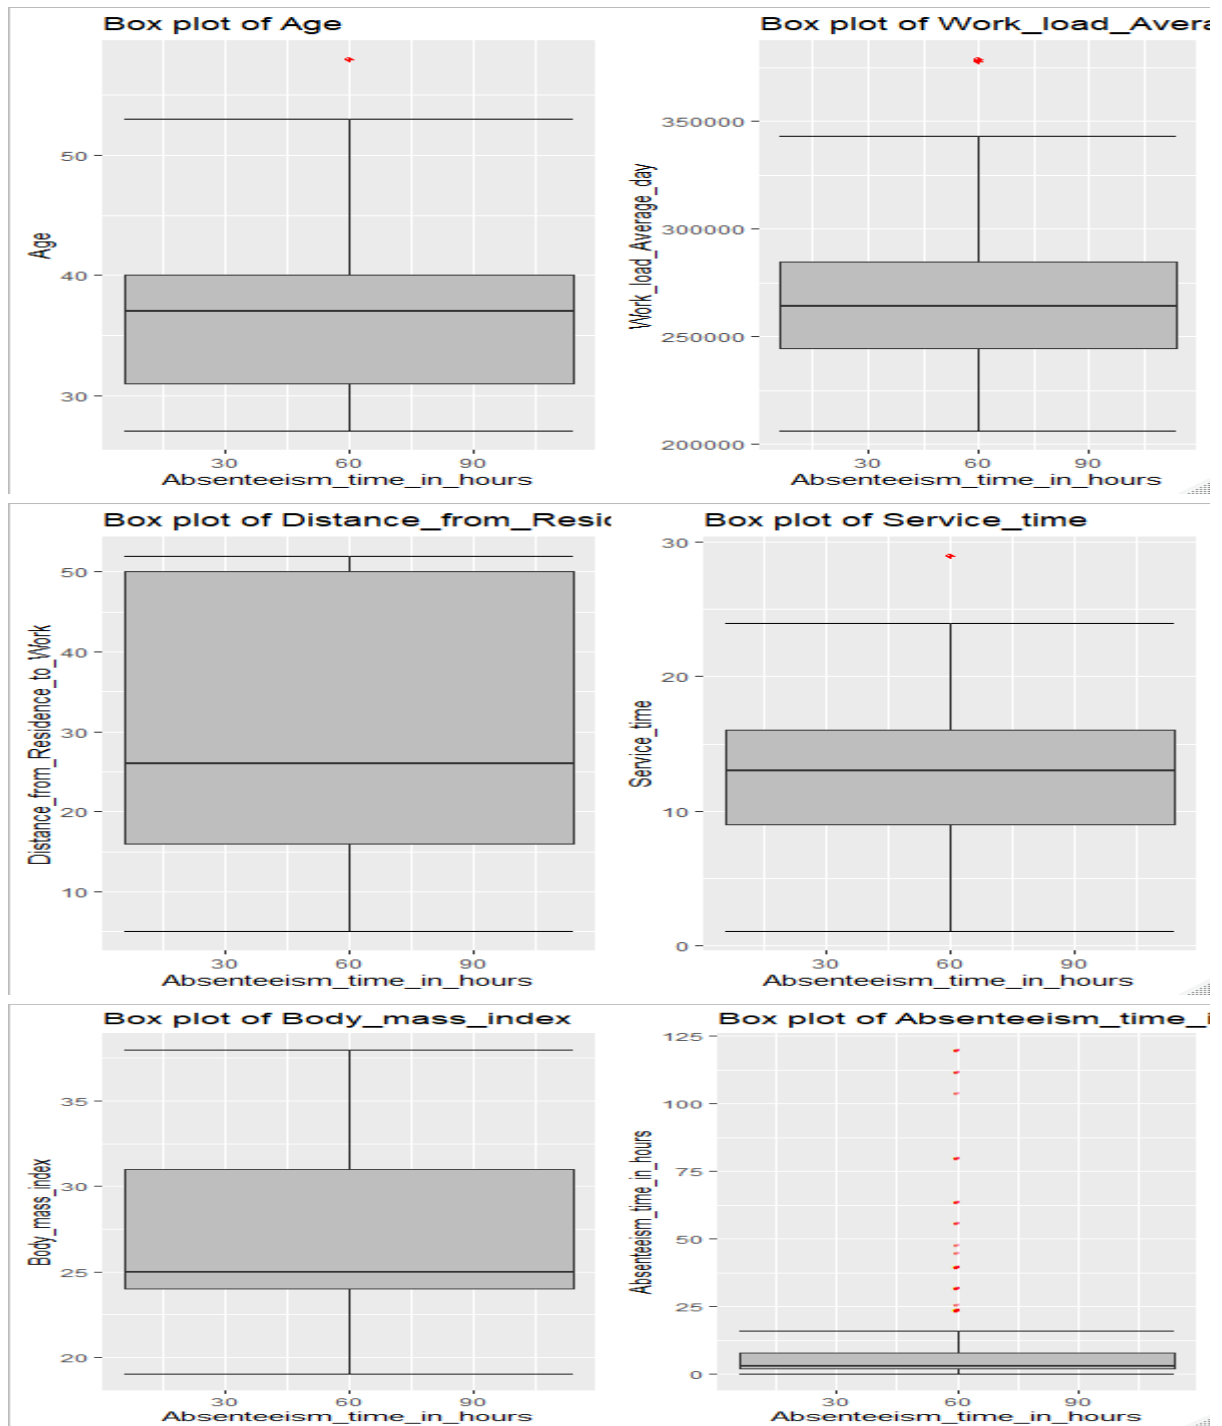 Box plot of Age
Age
50
40
30
30 60 90
Absenteeism_time_in_hours
Box plot of Work_load_Avera
Work_load_Average_day
350000
300000
250000
200000
30 60 90
Absenteeism_time_in_hours
Box plot of Distance_from_Resid
Distance_from_Residence_to_Work
50
40
30
20
10
30 60 90
Absenteeism_time_in_hours
Box plot of Service_time
Service_time
30
20
10
0
30 60 90
Absenteeism_time_in_hours
Box plot of Body_mass_index
Body_mass_index
35
30
25
20
30 60 90
Absenteeism_time_in_hours
Box plot of Absenteeism_time_i
Absenteeism_time_in_hours
125
100
75
50
25
0
30 60 90
Absenteeism_time_in_hours